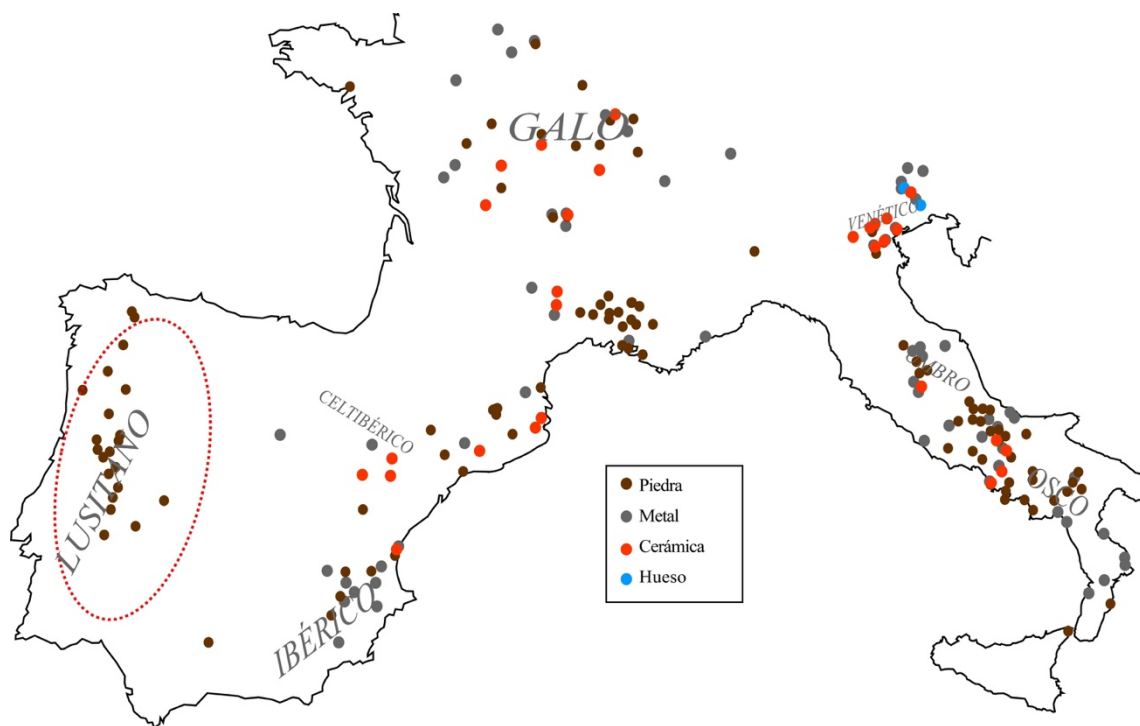 GALO
VENÉTICO
UMBRO
CELTIBÉRICO
LUSITANO
OSCO
IBÉRICO
Piedra
Metal
Cerámica
Hueso